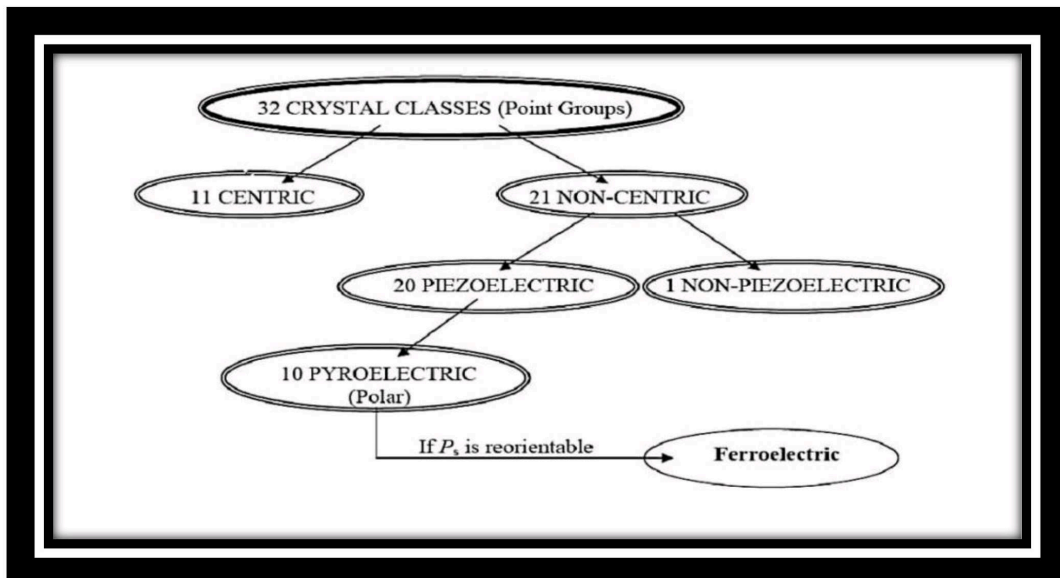 32 CRYSTAL CLASSES (Point Groups)
11 CENTRIC
21 NON-CENTRIC
20 PIEZOELECTRIC
1 NON-PIEZOELECTRIC
10 PYROELECTRIC
(Polar)
If Ps is reorientable
Ferroelectric